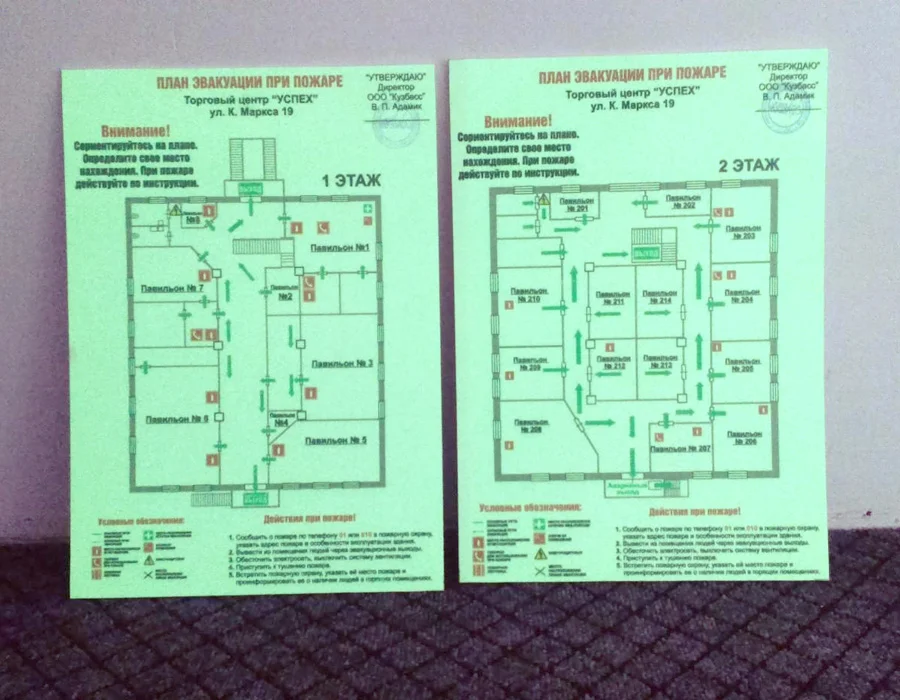 ПЛАН ЭВАКУАЦИИ ПРИ ПОЖАРЕ
Торговый центр "УСПЕХ"
ул. К. Маркса 19
"УТВЕРЖДАЮ"
Директор
ООО "Кузбасс"
В. П. Адамик
Внимание!
Сориентируйтесь на плане.
Определите свое место
нахождения. При пожаре
действуйте по инструкции.
1 ЭТАЖ
ВЫХОД
Павильон
№8
Павильон №1
Павильон № 7
Павильон
№2
Павильон № 3
Павильон № 6
Павильон
№4
Павильон № 5
ВЫХОД
Условные обозначения:
Действия при пожаре!
1. Сообщить о пожаре по телефону 01 или 010 в пожарную охрану,
указать адрес пожара и особенности эксплуатации здания.
2. Вывести из помещения людей через эвакуационные выходы.
3. Обесточить электросеть, выключить систему вентиляции.
4. Приступить к тушению пожара.
5. Встретить пожарную охрану, указать ей место пожара и
проинформировать ее о наличии людей в горящих помещениях.
ПЛАН ЭВАКУАЦИИ ПРИ ПОЖАРЕ
Торговый центр "УСПЕХ"
ул. К. Маркса 19
"УТВЕРЖДАЮ"
Директор
ООО "Кузбасс"
В. П. Адамик
Внимание!
Сориентируйтесь на плане.
Определите свое место
нахождения. При пожаре
действуйте по инструкции.
2 ЭТАЖ
Павильон
№ 201
Павильон
№ 202
Павильон
№ 203
ВЫХОД
Павильон
№ 210
Павильон
№ 211
Павильон
№ 214
Павильон
№ 204
Павильон
№ 209
Павильон
№ 212
Павильон
№ 213
Павильон
№ 205
Павильон
№ 208
Павильон № 207
Павильон
№ 206
Аварийный
выход
Условные обозначения:
Действия при пожаре!
1. Сообщить о пожаре по телефону 01 или 010 в пожарную охрану,
указать адрес пожара и особенности эксплуатации здания.
2. Вывести из помещения людей через эвакуационные выходы.
3. Обесточить электросеть, выключить систему вентиляции.
4. Приступить к тушению пожара.
5. Встретить пожарную охрану, указать ей место пожара и
проинформировать ее о наличии людей в горящих помещениях.